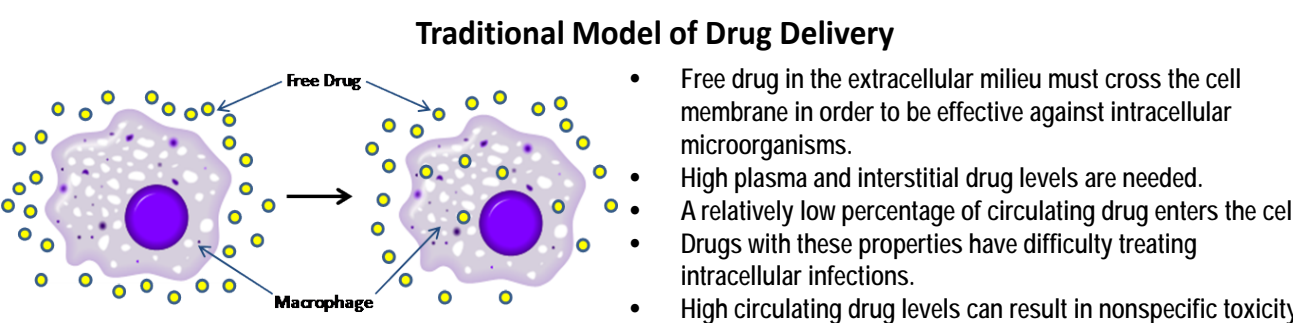 Traditional Model of Drug Delivery
Free Drug
Macrophage
• Free drug in the extracellular milieu must cross the cell
membrane in order to be effective against intracellular
microorganisms.
• High plasma and interstitial drug levels are needed.
• A relatively low percentage of circulating drug enters the cel
• Drugs with these properties have difficulty treating
intracellular infections.
• High circulating drug levels can result in nonspecific toxicity